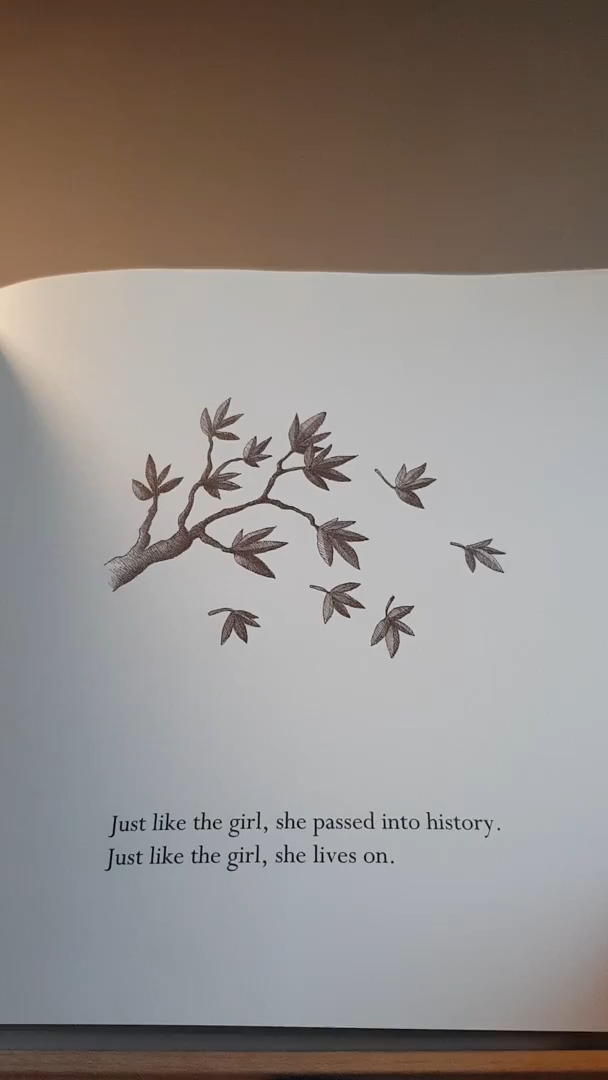 Just like the girl, she passed into history.
Just like the girl, she lives on.